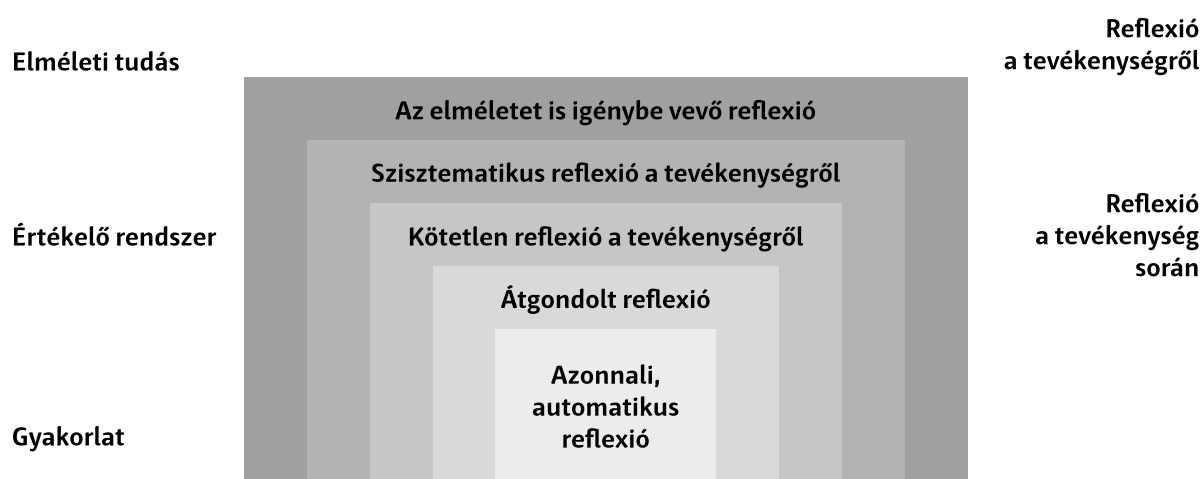 Reflexió
a tevékenységről
Elméleti tudás
Az elméletet is igénybe vevő reflexió
Szisztematikus reflexió a tevékenységről
Értékelő rendszer
Kötetlen reflexió a tevékenységről
Reflexió
a tevékenység
során
Átgondolt reflexió
Azonnali,
automatikus
reflexió
Gyakorlat